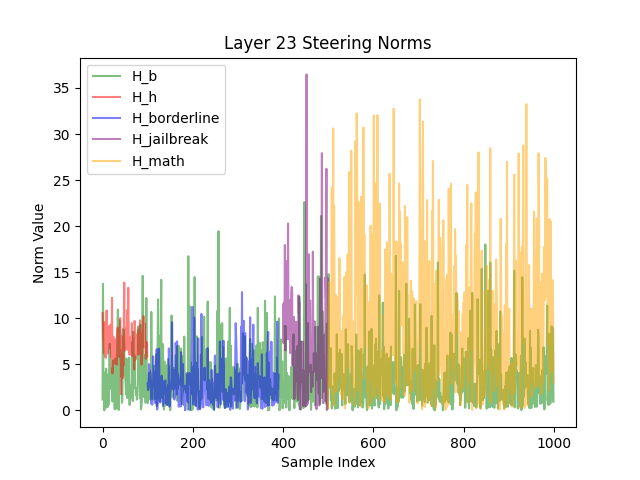 Layer 23 Steering Norms
H_b
H_h
H_borderline
H_jailbreak
H_math
Norm Value
35
30
25
20
15
10
5
0
0
200
400
600
800
1000
Sample Index